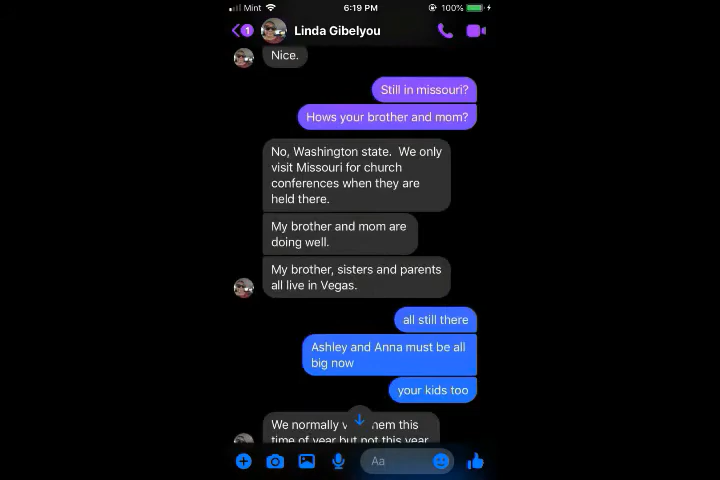 Mint 6:19 PM 100%
1 Linda Gibelyou
Nice.
Still in missouri?
Hows your brother and mom?
No, Washington state. We only
visit Missouri for church
conferences when they are
held there.
My brother and mom are
doing well.
My brother, sisters and parents
all live in Vegas.
all still there
Ashley and Anna must be all
big now
your kids too
We normally them this
time of year but not this year
Aa